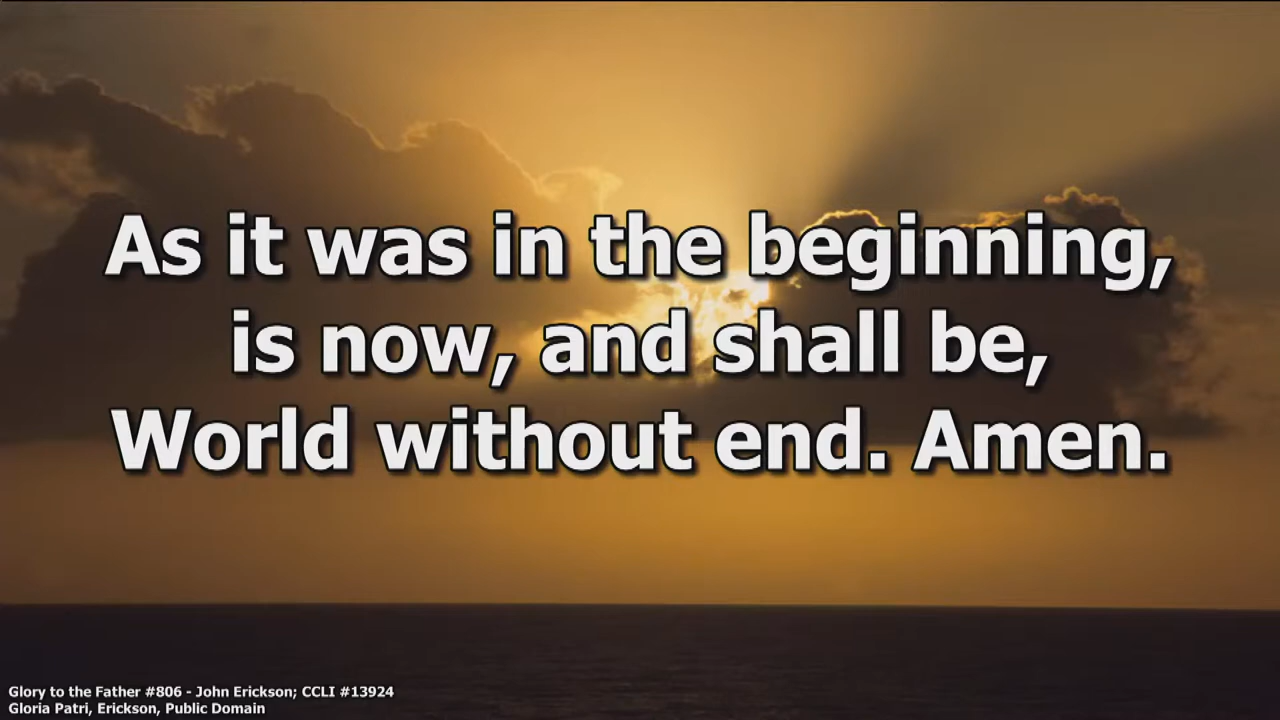 As it was in the beginning,
is now, and shall be,
World without end. Amen.
Glory to the Father #806 - John Erickson; CCLI #13924
Gloria Patri, Erickson, Public Domain